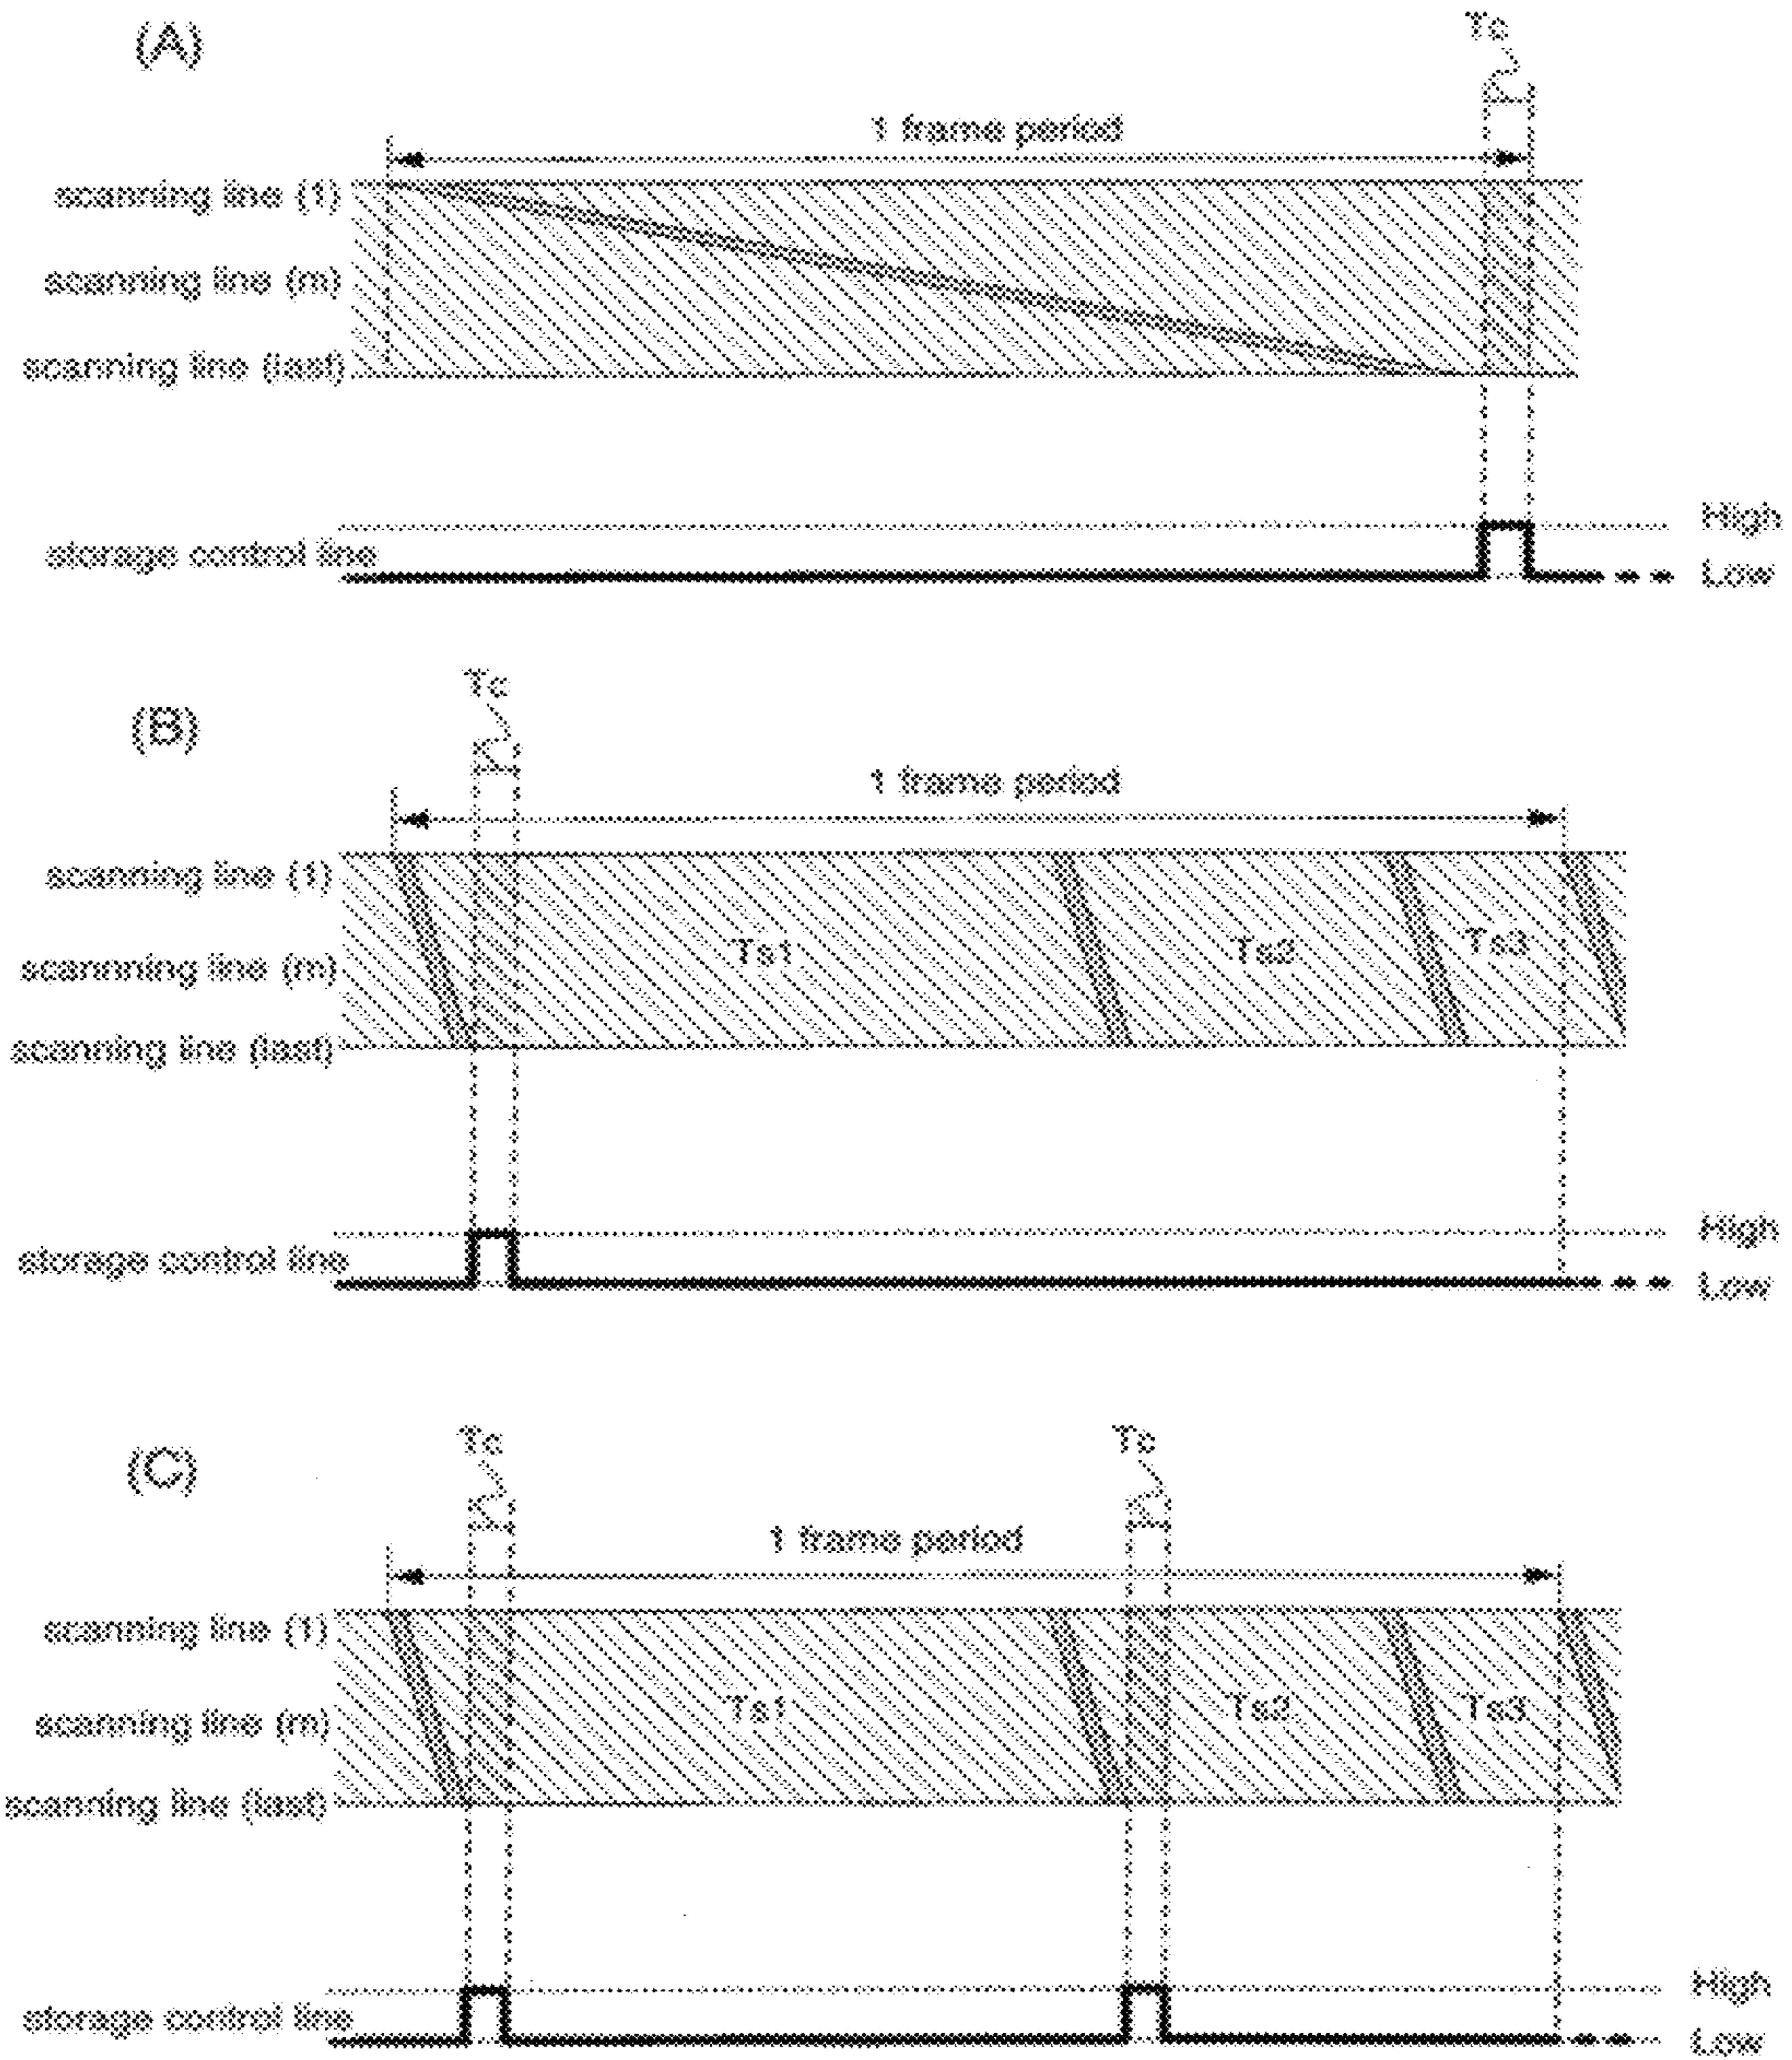 (A)
Tc
1 frame period
scanning line (1)
scanning line (m)
scanning line (last)
High
storage control line
Low
Tc
(B)
1 frame period
scanning line (1)
Ts1 Ts2 Ts3
scannning line (m)
scanning line (last)
High
storage control line
Low
Tc Tc
(C)
1 frame period
scanning line (1)
Ts1 Ts2 Ts3
scanning line (m)
scanning line (last)
High
storage control line
Low